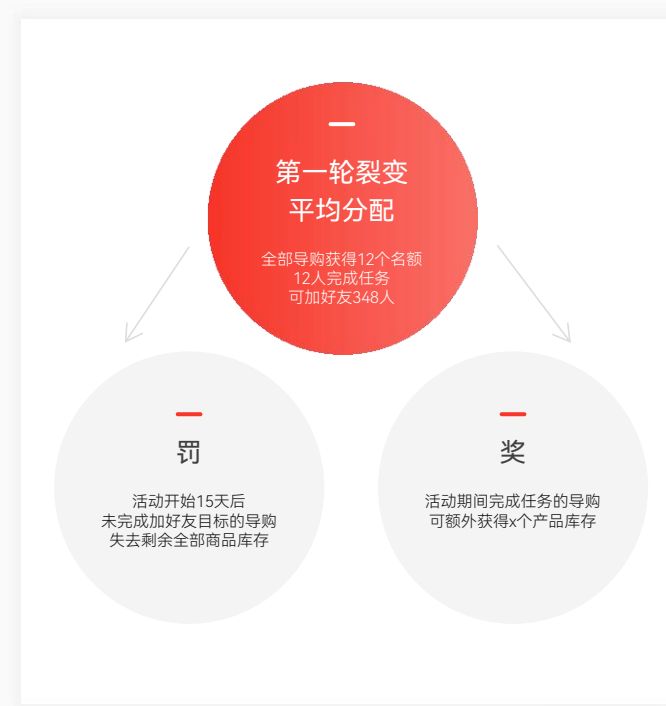 第一轮裂变
平均分配
全部导购获得12个名额
12人完成任务
可加好友348人
罚
活动开始15天后
未完成加好友目标的导购
失去剩余全部商品库存
奖
活动期间完成任务的导购
可额外获得x个产品库存